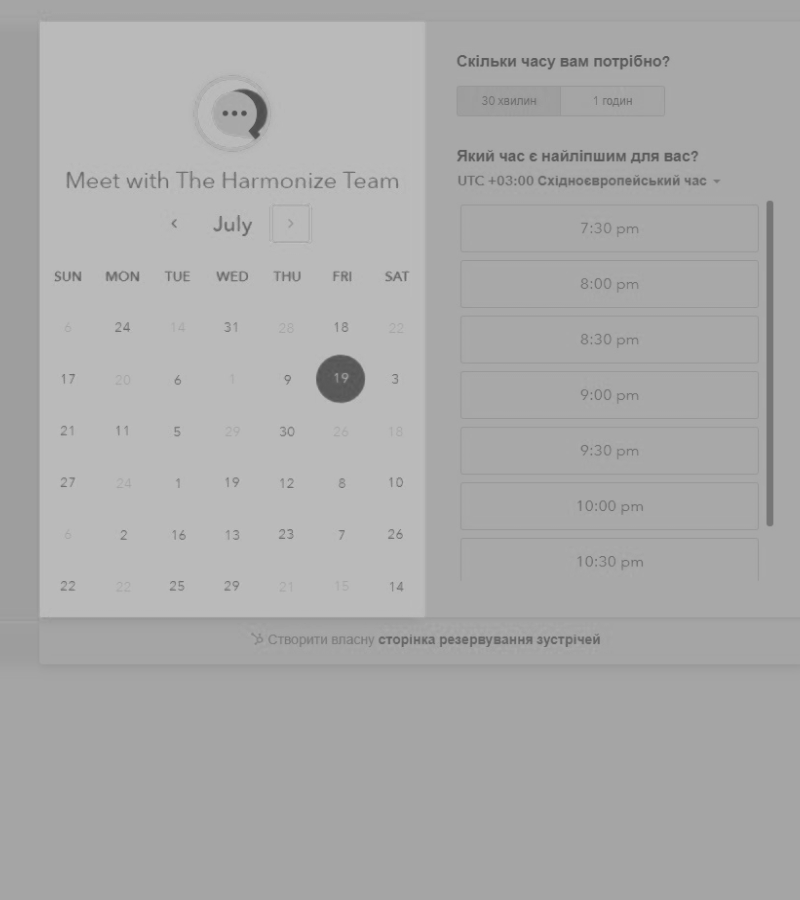 Meet with The Harmonize Team
July
SUN MON TUE WED THU FRI SAT
6 24 14 31 28 18 22
17 20 6 1 9 19 3
21 11 5 29 30 26 18
27 24 1 19 12 8 10
6 2 16 13 23 7 26
22 22 25 29 21 15 14
Скільки часу вам потрібно?
30 хвилин 1 годин
Який час є найліпшим для вас?
UTC +03:00 Східноєвропейський час
7:30 pm
8:00 pm
8:30 pm
9:00 pm
9:30 pm
10:00 pm
10:30 pm
Створити власну сторінка резервування зустрічей